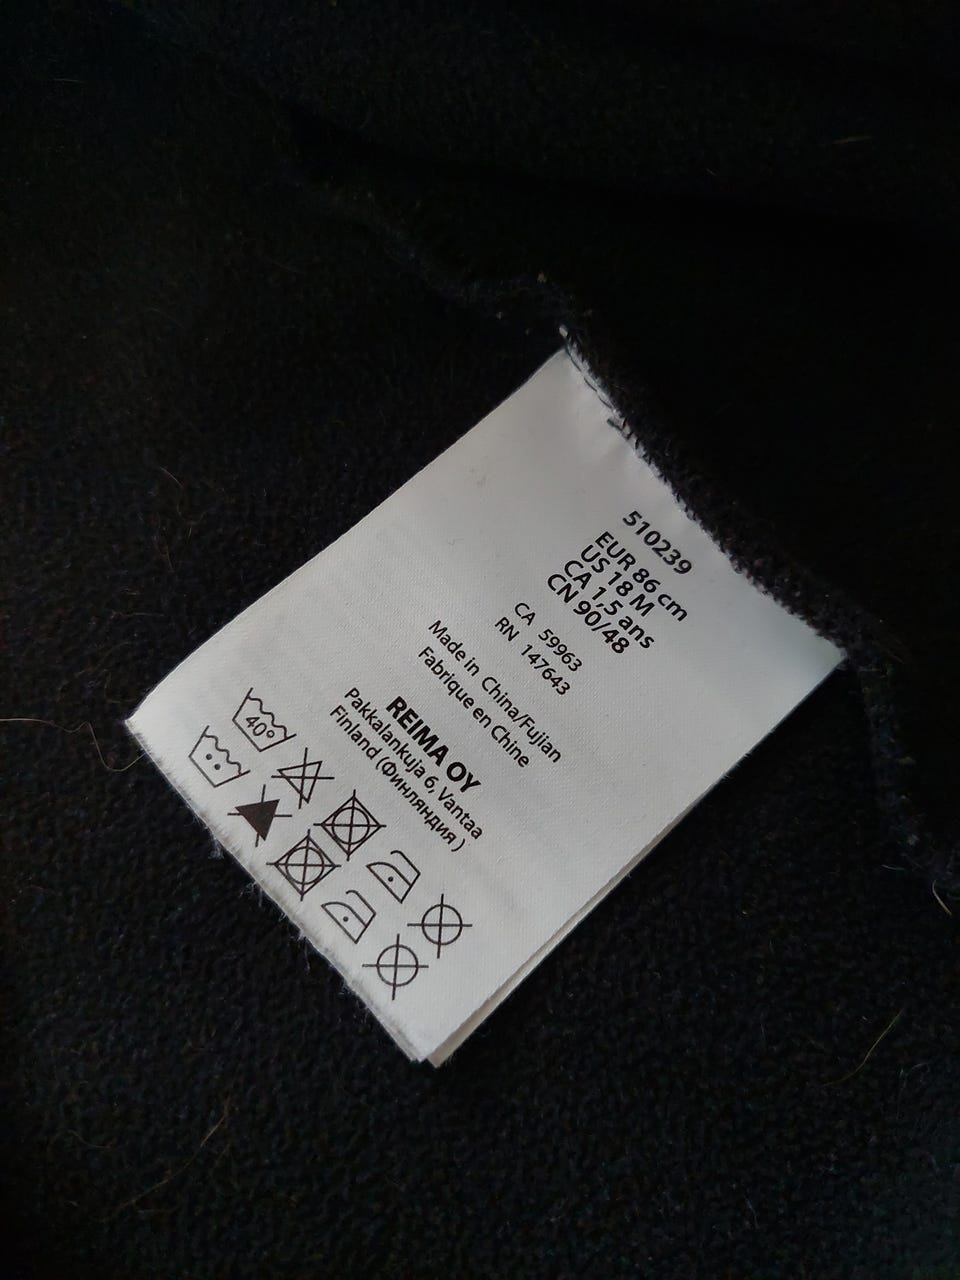 510239
EUR 86 cm
US 18 M
CA 1,5 ans
CN 90/48
CA 59963
RN 147643
Made in China/Fujian
Fabrique en Chine
REIMA OY
Pakkalankuja 6, Vantaa
Finland (Финляндия)
40°